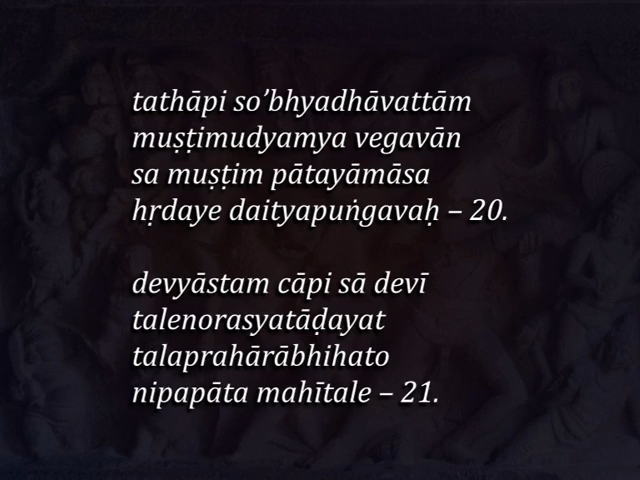 tathāpi so’bhyadhāvattām
muṣṭimudyamya vegavān
sa muṣṭim pātayāmāsa
hṛdaye daityapuṅgavaḥ – 20.
devyāstam cāpi sā devī
talenorasyatāḍayat
talaprahārābhihato
nipapāta mahītale – 21.